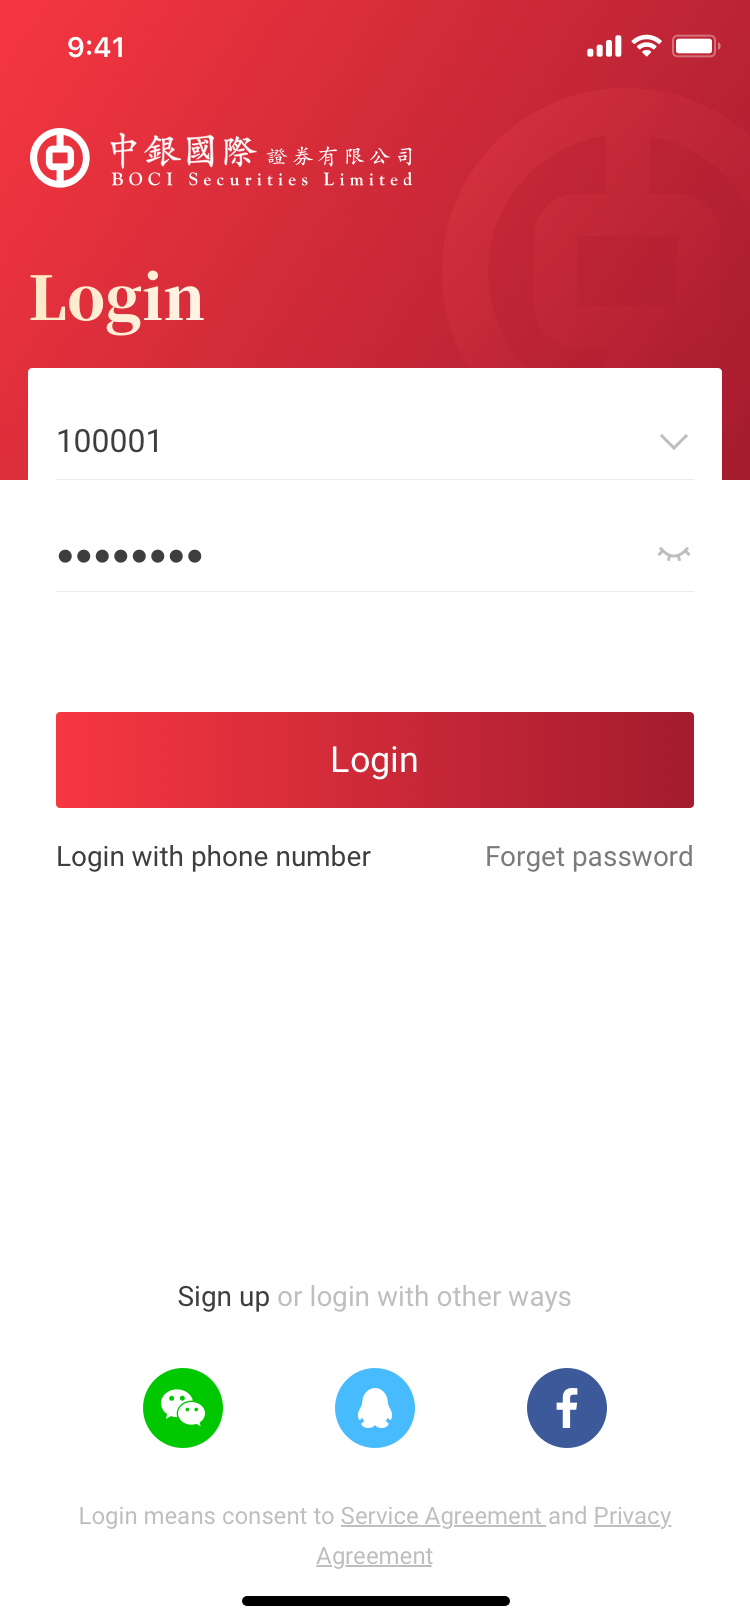 9:41
中銀國際 證券有限公司
BOCI Securities Limited
Login
100001
••••••••
Login
Login with phone number
Forget password
Sign up or login with other ways
Login means consent to Service Agreement and Privacy
Agreement